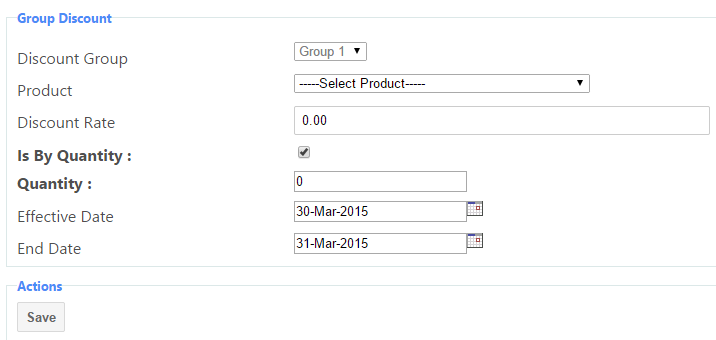 Group Discount
Discount Group Group 1
Product -----Select Product-----
Discount Rate 0.00
Is By Quantity :
Quantity : 0
Effective Date 30-Mar-2015
End Date 31-Mar-2015
Actions
Save